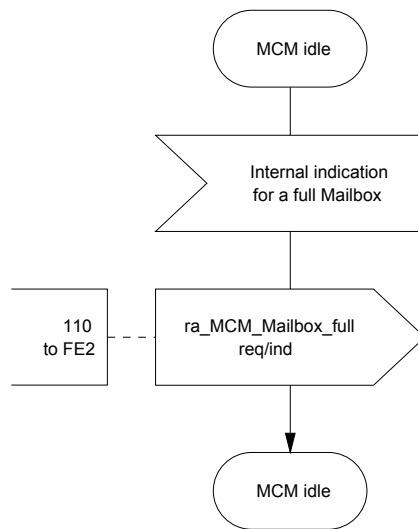 MCM idle
Internal indication
for a full Mailbox
110
to FE2
ra_MCM_Mailbox_full
req/ind
MCM idle